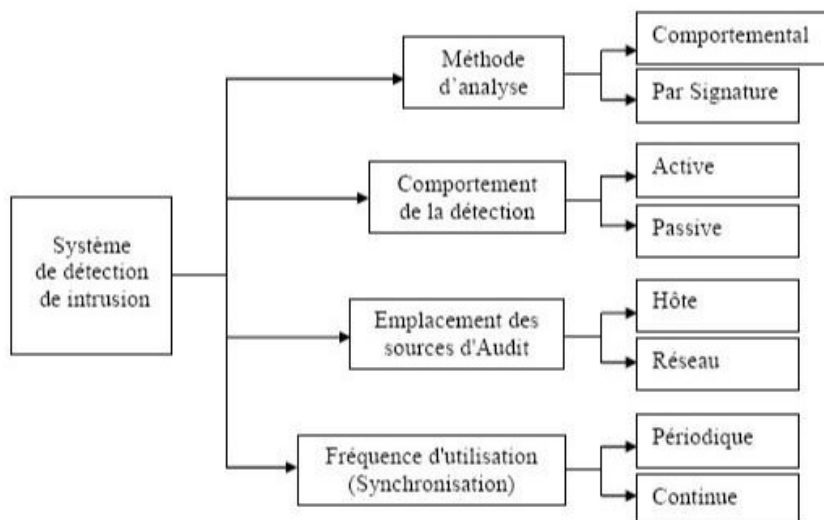 Système
de détection
de intrusion
Méthode
d'analyse
Comportemental
Par Signature
Comportement
de la détection
Active
Passive
Emplacement des
sources d'Audit
Hôte
Réseau
Fréquence d'utilisation
(Synchronisation)
Périodique
Continue